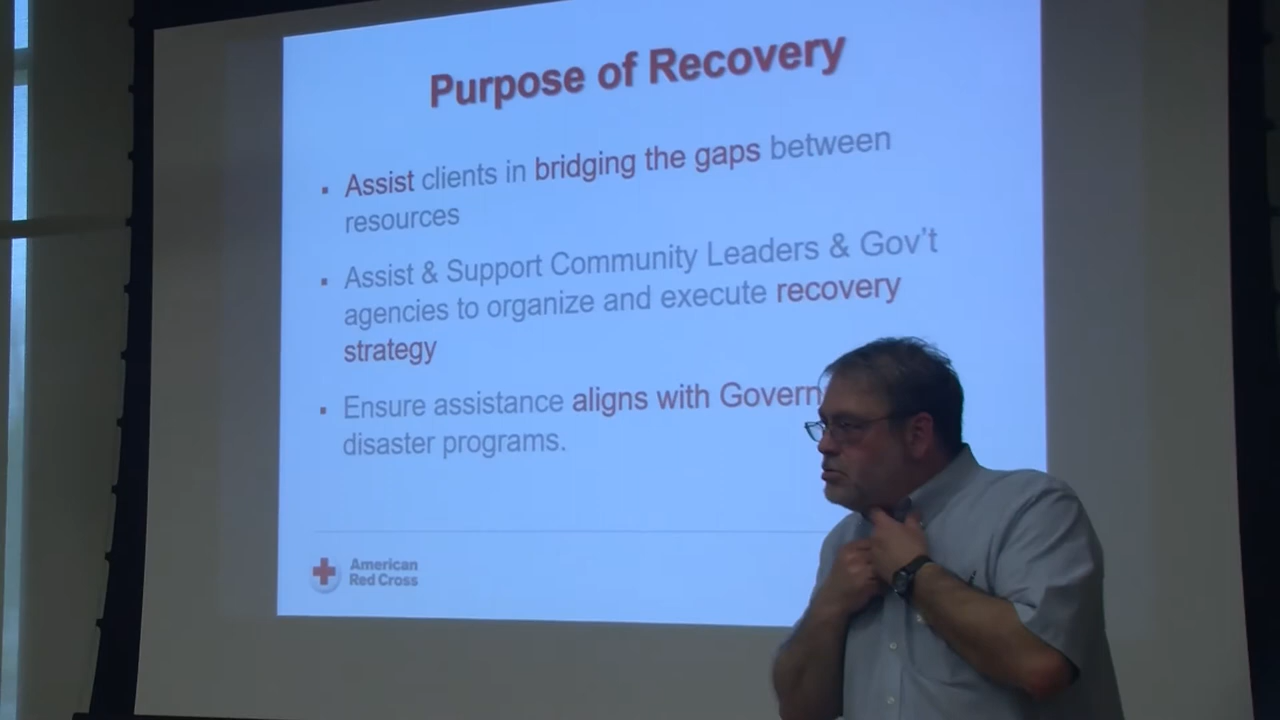 Purpose of Recovery
▪ Assist clients in bridging the gaps between
resources
▪ Assist & Support Community Leaders & Gov't
agencies to organize and execute recovery
strategy
▪ Ensure assistance aligns with Govern
disaster programs.
American
Red Cross